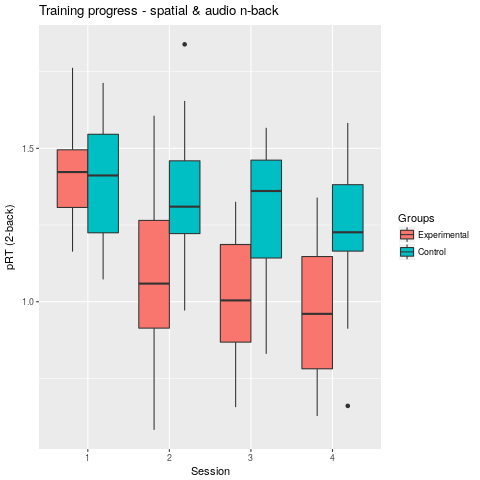 Training progress - spatial & audio n-back
pRT (2-back)
1.5
1.0
1 2 3 4
Session
Groups
Experimental
Control